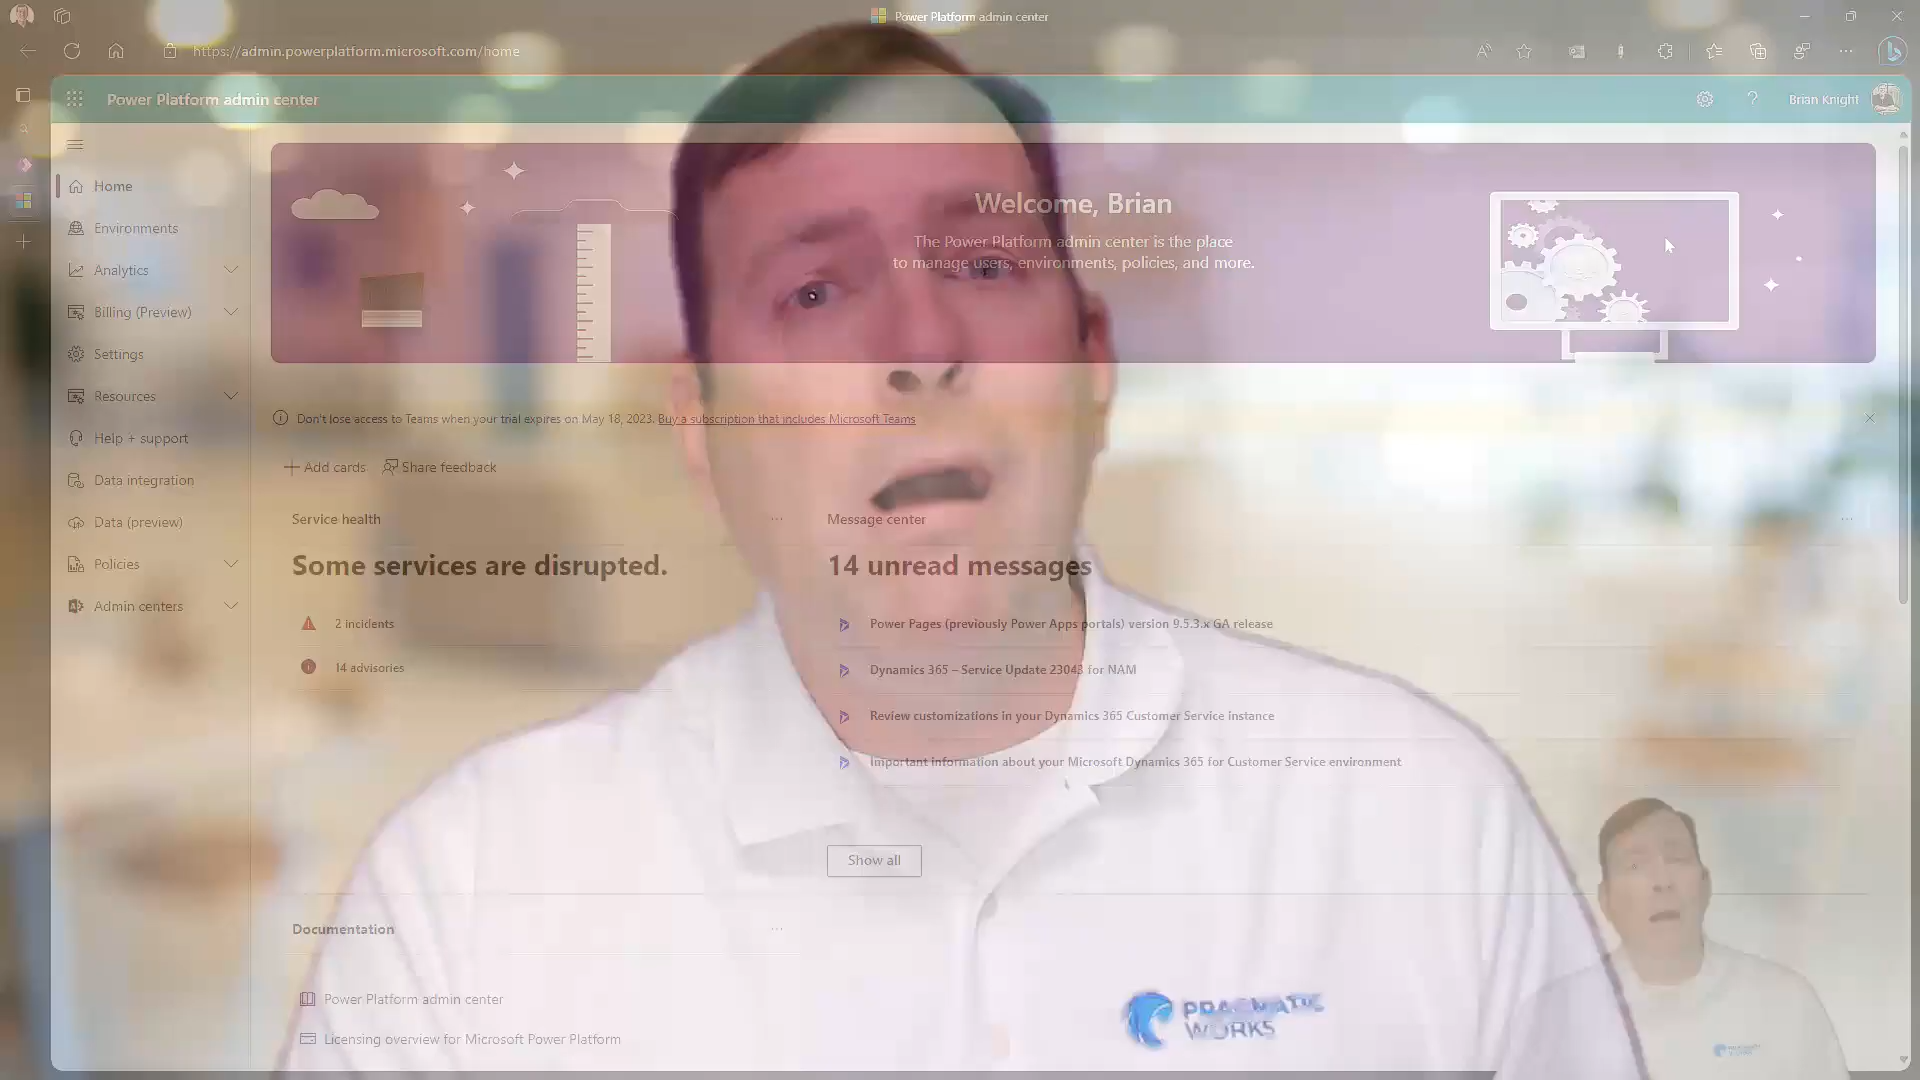 Power Platform admin center
https://admin.powerplatform.microsoft.com/home
Power Platform admin center
Brian Knight
Home
Environments
Analytics
Billing (Preview)
Settings
Resources
Help + support
Data integration
Data (preview)
Policies
Admin centers
Welcome, Brian
The Power Platform admin center is the place
to manage users, environments, policies, and more.
Don't lose access to Teams when your trial expires on May 18, 2023. Buy a subscription that includes Microsoft Teams
Add cards
Share feedback
Service health
Some services are disrupted.
2 incidents
14 advisories
Message center
14 unread messages
Power Pages (previously Power Apps portals) version 9.5.3.x GA release
Dynamics 365 – Service Update 23043 for NAM
Review customizations in your Dynamics 365 Customer Service instance
Important information about your Microsoft Dynamics 365 for Customer Service environment
Show all
Documentation
Power Platform admin center
Licensing overview for Microsoft Power Platform
PRAGMATIC
WORKS